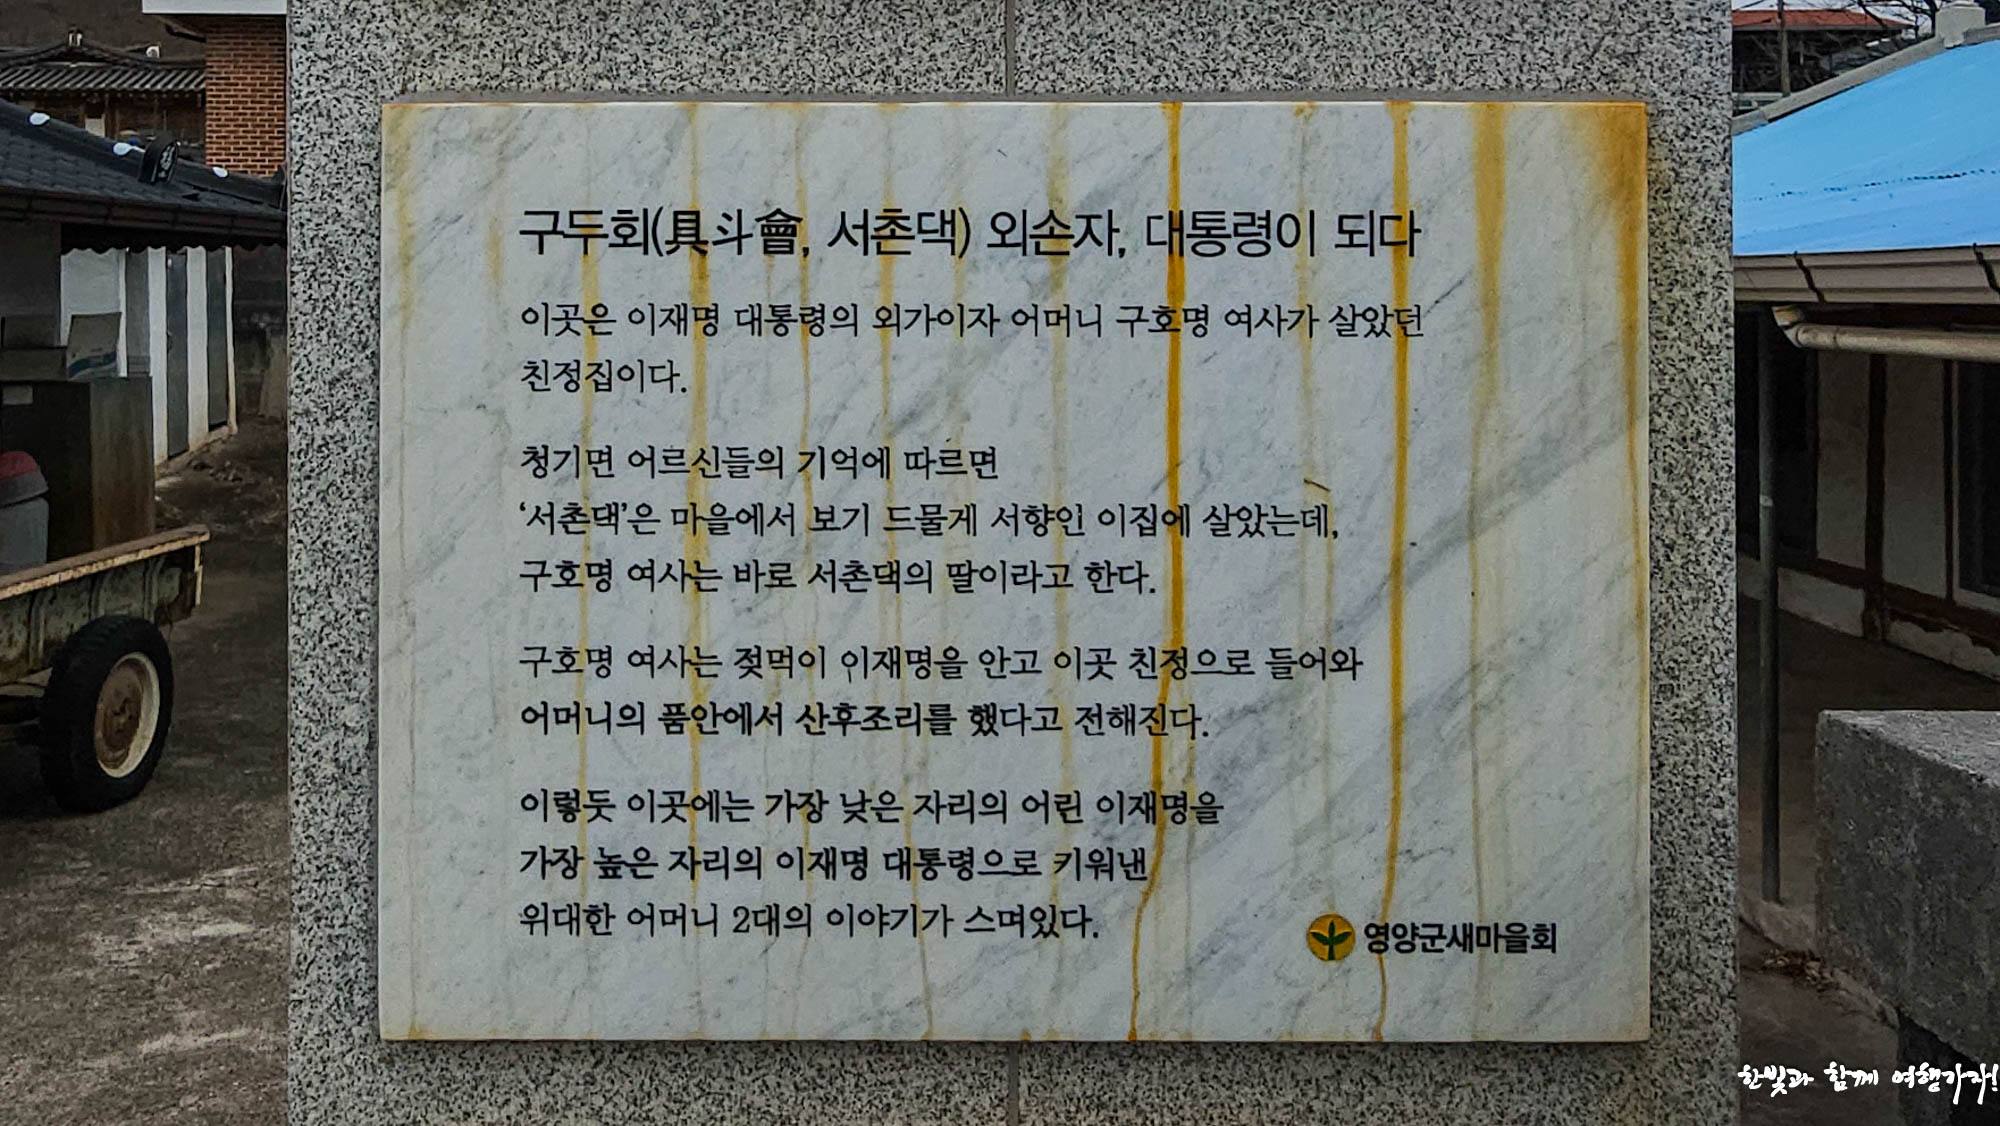 구두회(具斗會, 서촌댁) 외손자, 대통령이 되다
이곳은 이재명 대통령의 외가이자 어머니 구호명 여사가 살았던
친정집이다.
청기면 어르신들의 기억에 따르면
‘서촌댁’은 마을에서 보기 드물게 서향인 이집에 살았는데,
구호명 여사는 바로 서촌댁의 딸이라고 한다.
구호명 여사는 젖먹이 이재명을 안고 이곳 친정으로 들어와
어머니의 품안에서 산후조리를 했다고 전해진다.
이렇듯 이곳에는 가장 낮은 자리의 어린 이재명을
가장 높은 자리의 이재명 대통령으로 키워낸
위대한 어머니 2대의 이야기가 스며있다.
영양군새마을회
한빛과 함께 여행가자!